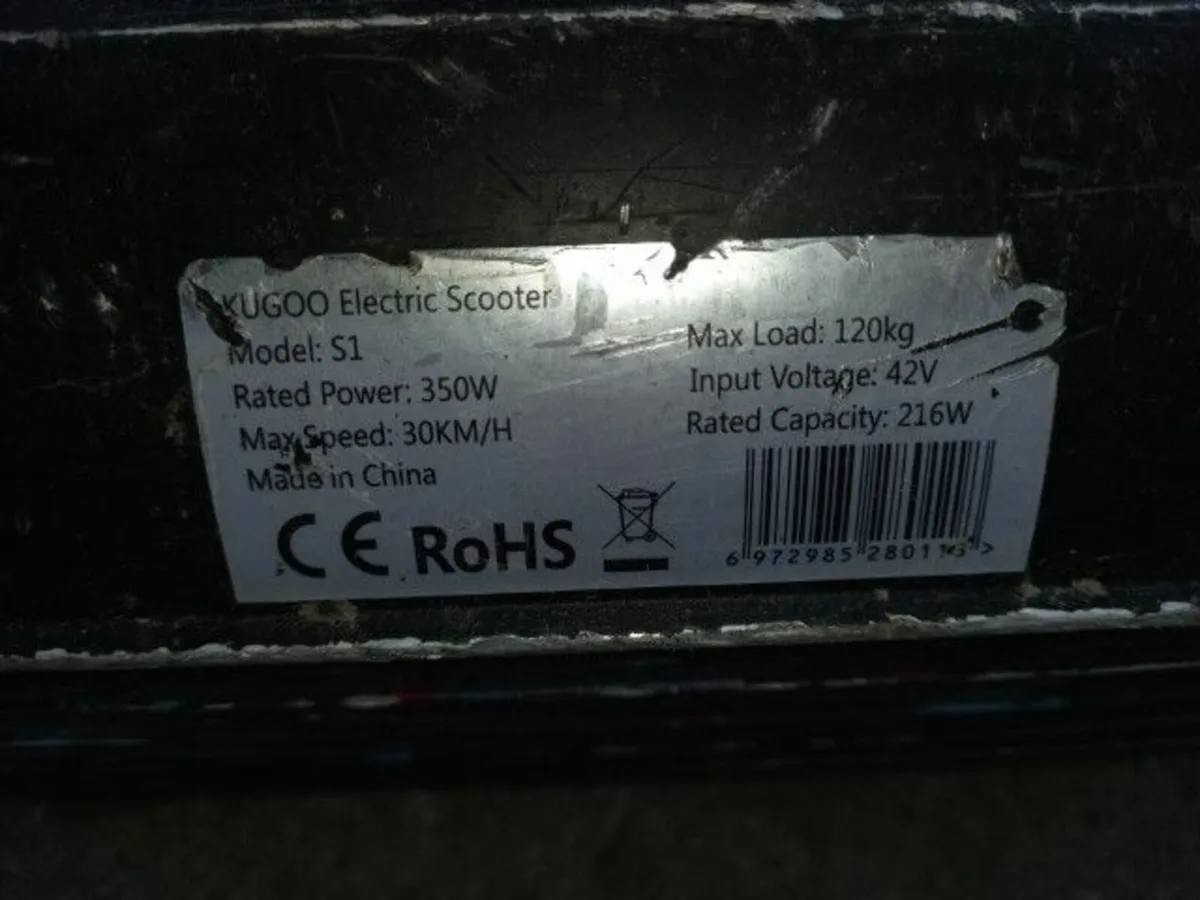 KUGOO Electric Scooter
Model: S1
Rated Power: 350W
Max Speed: 30KM/H
Made in China
Max Load: 120kg
Input Voltage: 42V
Rated Capacity: 216W
CE RoHS